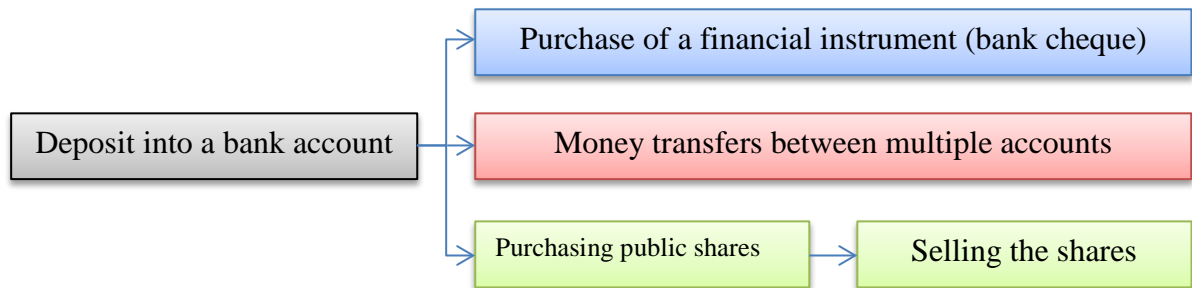 Purchase of a financial instrument (bank cheque)
Deposit into a bank account
Money transfers between multiple accounts
Purchasing public shares
Selling the shares